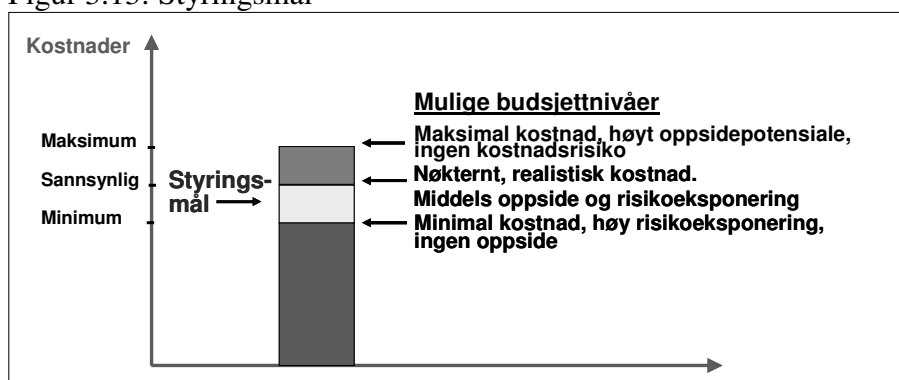 Figur 3.13: Styringsmål
Kostnader
Mulige budsjettnivåer
Maksimum
Maksimal kostnad, høyt oppsidepotensiale,
ingen kostnadsrisiko
Sannsynlig
Styrings-
mål
Nøkternt, realistisk kostnad.
Middels oppside og risikoeksponering
Minimum
Minimal kostnad, høy risikoeksponering,
ingen oppside